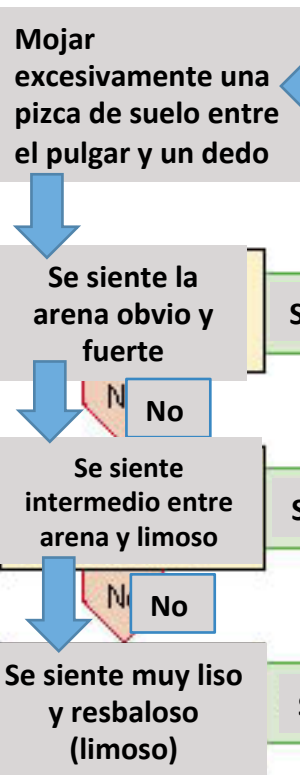 Mojar
excesivamente una
pizca de suelo entre
el pulgar y un dedo
Se siente la
arena obvio y
fuerte
No
Se siente
intermedio entre
arena y limoso
No
Se siente muy liso
y resbaloso
(limoso)